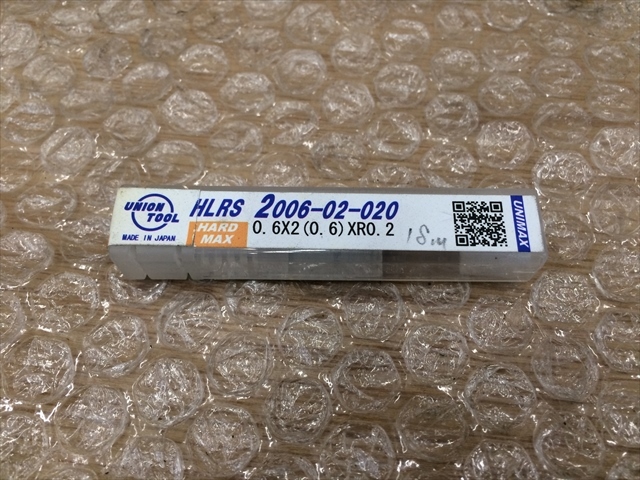 UNION TOOL
MADE IN JAPAN
HLRS 2006-02-020
HARD MAX
0.6X2(0.6)XR0.2
UNIMAX